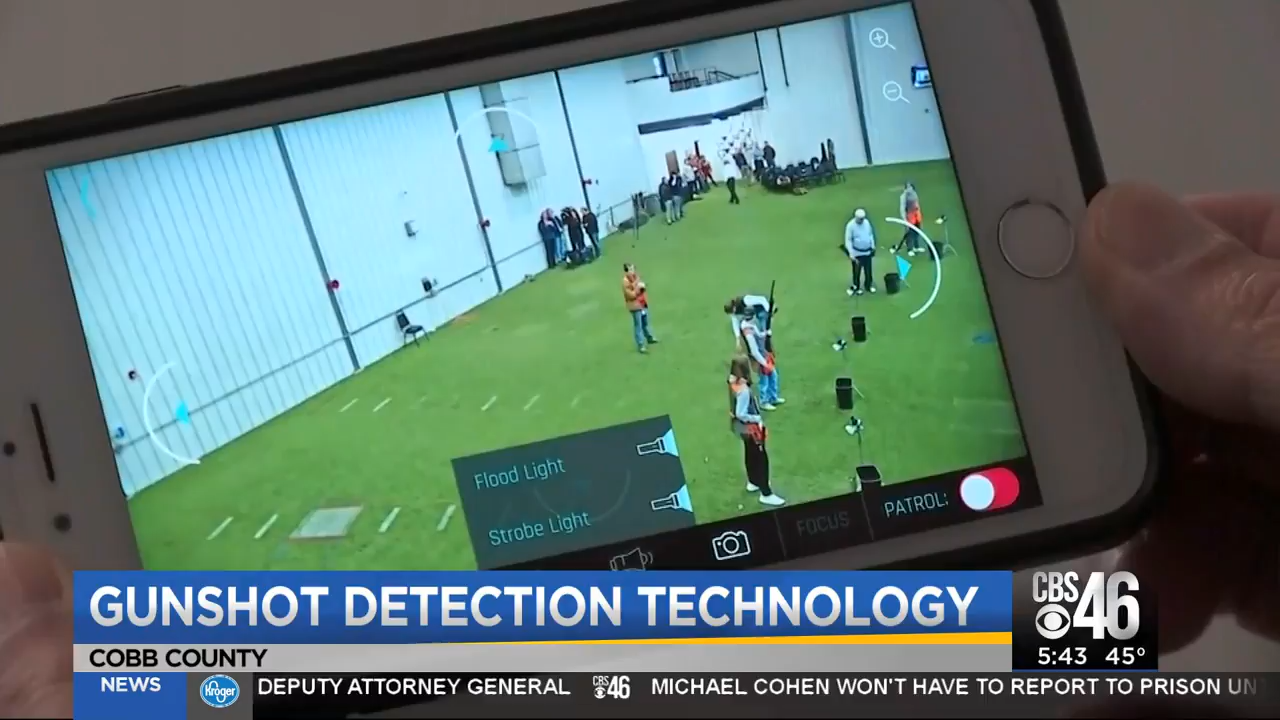 Flood Light
Strobe Light
FOCUS
PATROL:
GUNSHOT DETECTION TECHNOLOGY
COBB COUNTY
CBS 46
5:43 45°
NEWS Kroger DEPUTY ATTORNEY GENERAL CBS 46 MICHAEL COHEN WON'T HAVE TO REPORT TO PRISON UN